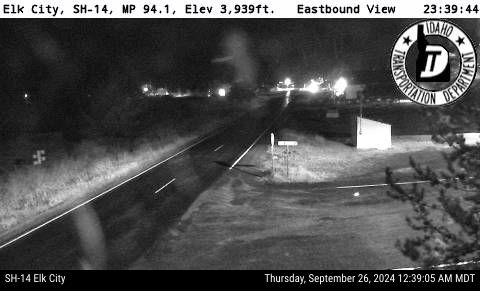 Elk City, SH-14, MP 94.1, Elev 3,939ft. Eastbound View 23:39:44
IDAHO
TRANSPORTATION DEPARTMENT
SH-14 Elk City Thursday, September 26, 2024 12:39:05 AM MDT